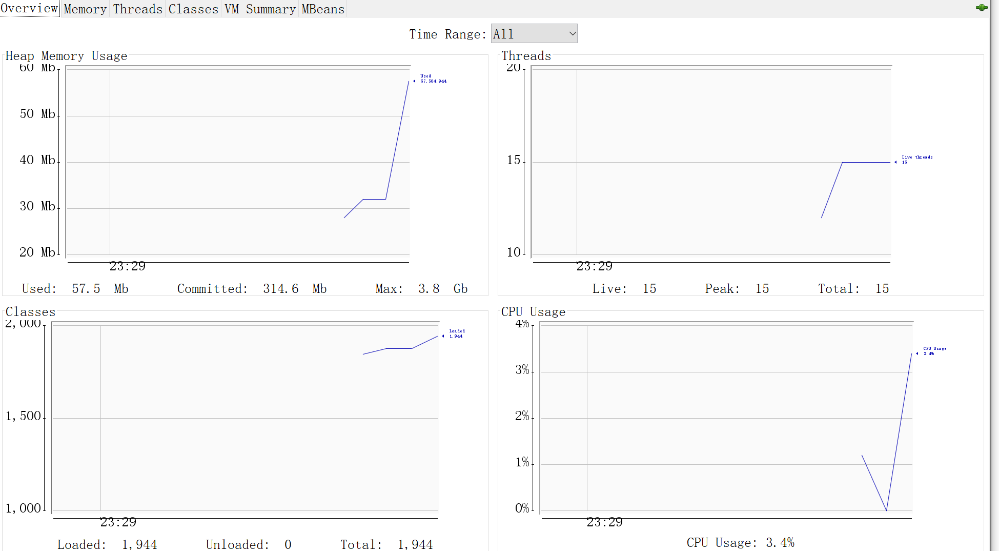 Overview Memory Threads Classes VM Summary MBeans
Time Range: All
Heap Memory Usage
60 Mb
50 Mb
40 Mb
30 Mb
20 Mb
Used
57,504,944
23:29
Used: 57.5 Mb Committed: 314.6 Mb Max: 3.8 Gb
Threads
20
15
10
Live threads
15
23:29
Live: 15 Peak: 15 Total: 15
Classes
2,000
1,500
1,000
Loaded
1,944
23:29
Loaded: 1,944 Unloaded: 0 Total: 1,944
CPU Usage
4%
3%
2%
1%
0%
CPU Usage
3.4%
23:29
CPU Usage: 3.4%